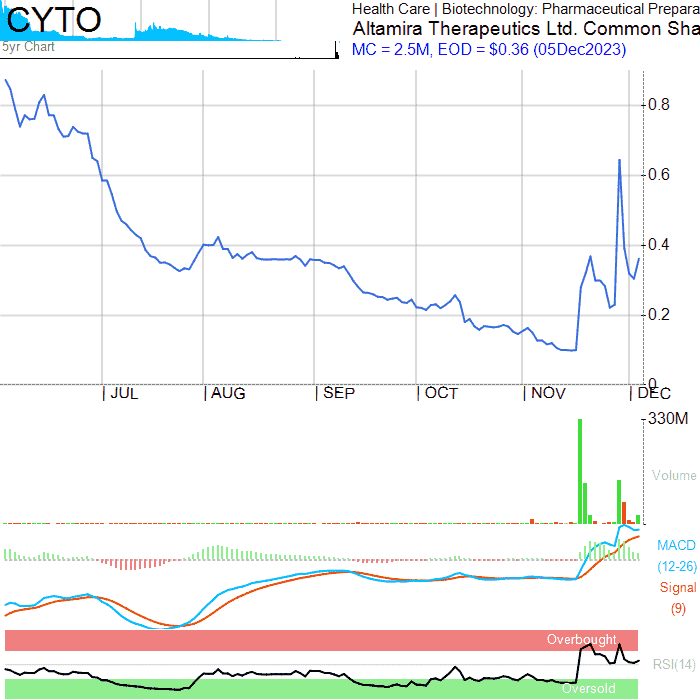 CYTO
5yr Chart
Health Care | Biotechnology: Pharmaceutical Prepara
Altamira Therapeutics Ltd. Common Sha
MC = 2.5M, EOD = $0.36 (05Dec2023)
0.8
0.6
0.4
0.2
0
JUL
AUG
SEP
OCT
NOV
DEC
330M
Volume
MACD
(12-26)
Signal
(9)
Overbought
RSI(14)
Oversold